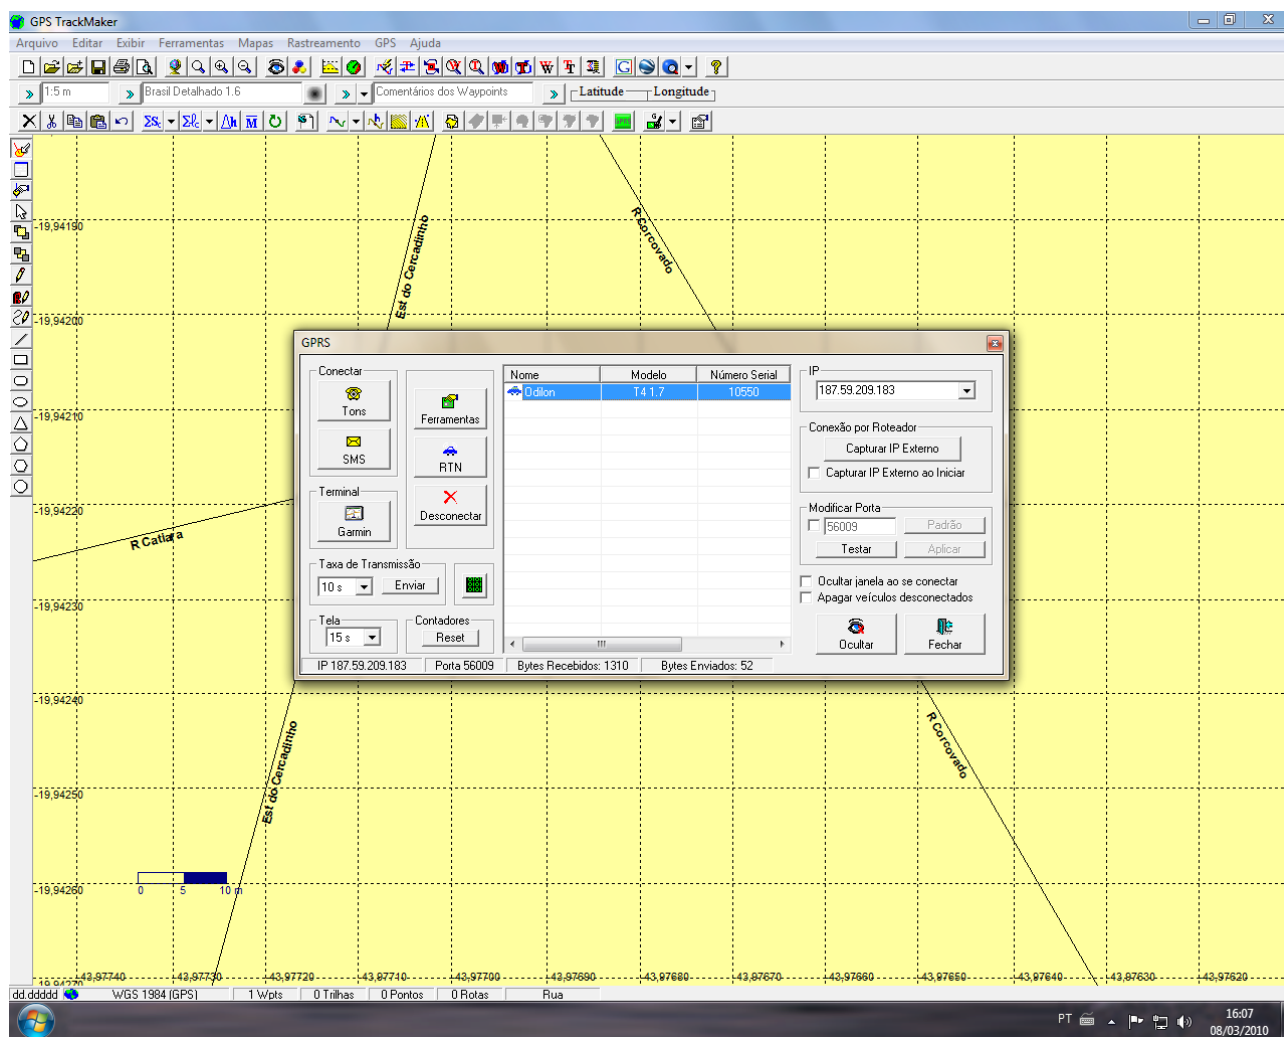 GPS TrackMaker
Arquivo Editar Exibir Ferramentas Mapas Rastreamento GPS Ajuda
1:5 m Brasil Detalhado 1.6 Comentários dos Waypoints Latitude Longitude
-19,94190
Est do Cercadinho
R Corcovado
-19,94200
GPRS
Conectar
Tons
SMS
Ferramentas
RTN
Desconectar
Terminal
Garmin
Taxa de Transmissão
10 s Enviar
Tela
15 s
Contadores
Reset
Nome Modelo Número Serial
Odilon T4 1.7 10550
IP
187.59.209.183
Conexão por Roteador
Capturar IP Externo
Capturar IP Externo ao Iniciar
Modificar Porta
56009 Padrão
Testar Aplicar
Ocultar janela ao se conectar
Apagar veículos desconectados
Ocultar Fechar
IP 187.59.209.183 Porta 56009 Bytes Recebidos: 1310 Bytes Enviados: 52
-19,94210
-19,94220
R Catiara
-19,94230
-19,94240
Est do Cercadinho
R Corcovado
-19,94250
-19,94260
0 5 10 m
-19,94270
-43,97740 -43,97730 -43,97720 -43,97710 -43,97700 -43,97690 -43,97680 -43,97670 -43,97660 -43,97650 -43,97640 -43,97630 -43,97620
dd.ddddd WGS 1984 (GPS) 1 Wpts 0 Trilhas 0 Pontos 0 Rotas Rua
PT 16:07
08/03/2010